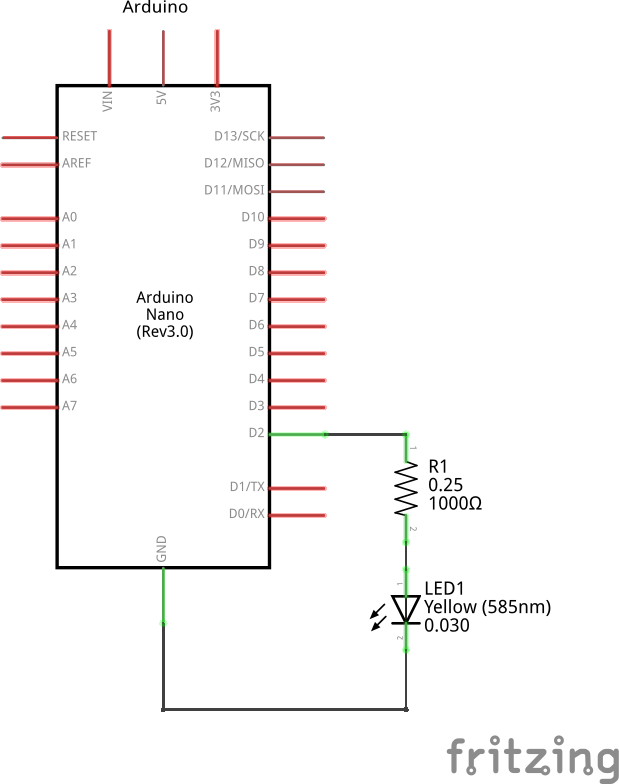 Arduino
VIN
5V
3V3
RESET
D13/SCK
AREF
D12/MISO
D11/MOSI
A0
D10
A1
D9
A2
D8
A3
D7
Arduino
Nano
(Rev3.0)
A4
D6
A5
D5
A6
D4
A7
D3
D2
1
R1
0.25
1000Ω
D1/TX
D0/RX
2
GND
1
LED1
Yellow (585nm)
0.030
2
fritzing